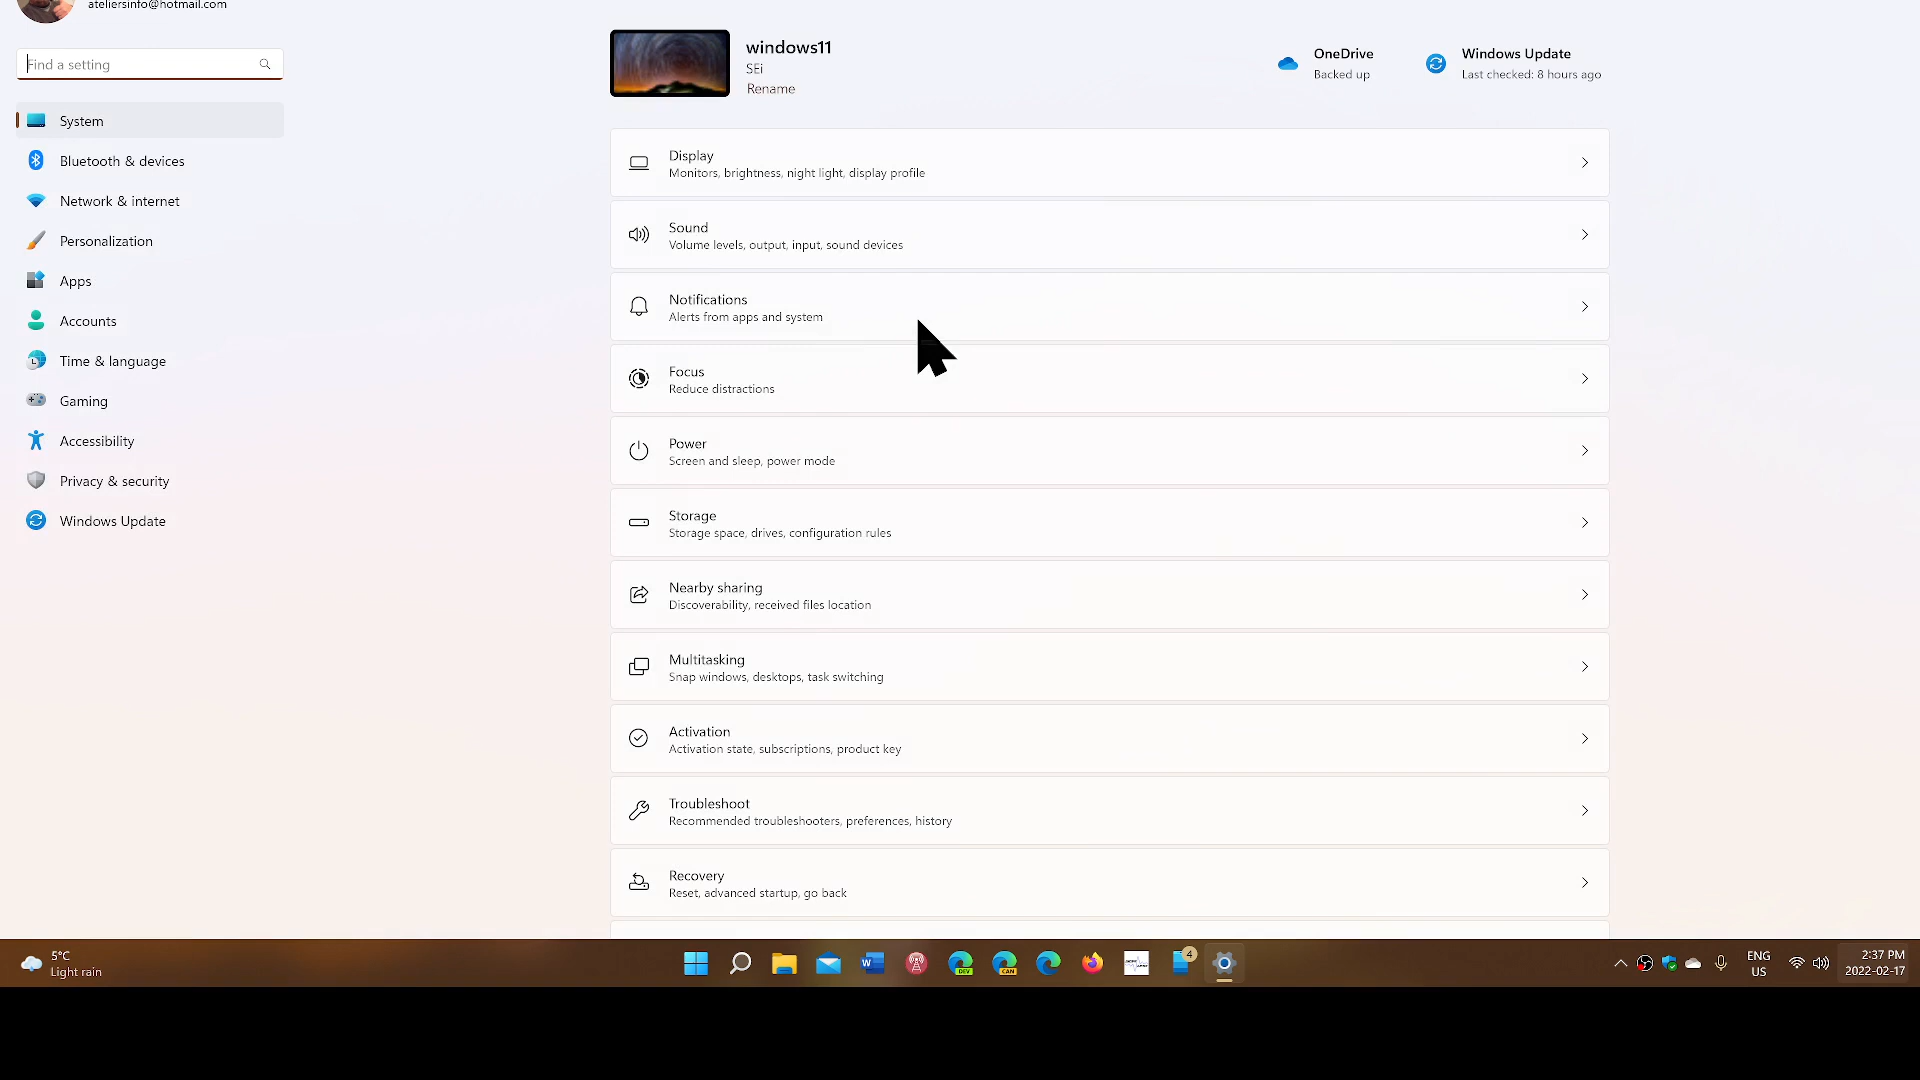 ateliersinfo@hotmail.com
Find a setting
System
Bluetooth & devices
Network & internet
Personalization
Apps
Accounts
Time & language
Gaming
Accessibility
Privacy & security
Windows Update
windows11
SEi
Rename
OneDrive
Backed up
Windows Update
Last checked: 8 hours ago
Display
Monitors, brightness, night light, display profile
Sound
Volume levels, output, input, sound devices
Notifications
Alerts from apps and system
Focus
Reduce distractions
Power
Screen and sleep, power mode
Storage
Storage space, drives, configuration rules
Nearby sharing
Discoverability, received files location
Multitasking
Snap windows, desktops, task switching
Activation
Activation state, subscriptions, product key
Troubleshoot
Recommended troubleshooters, preferences, history
Recovery
Reset, advanced startup, go back
5°C
Light rain
W
DEV
CAN
4
ENG
US
2:37 PM
2022-02-17